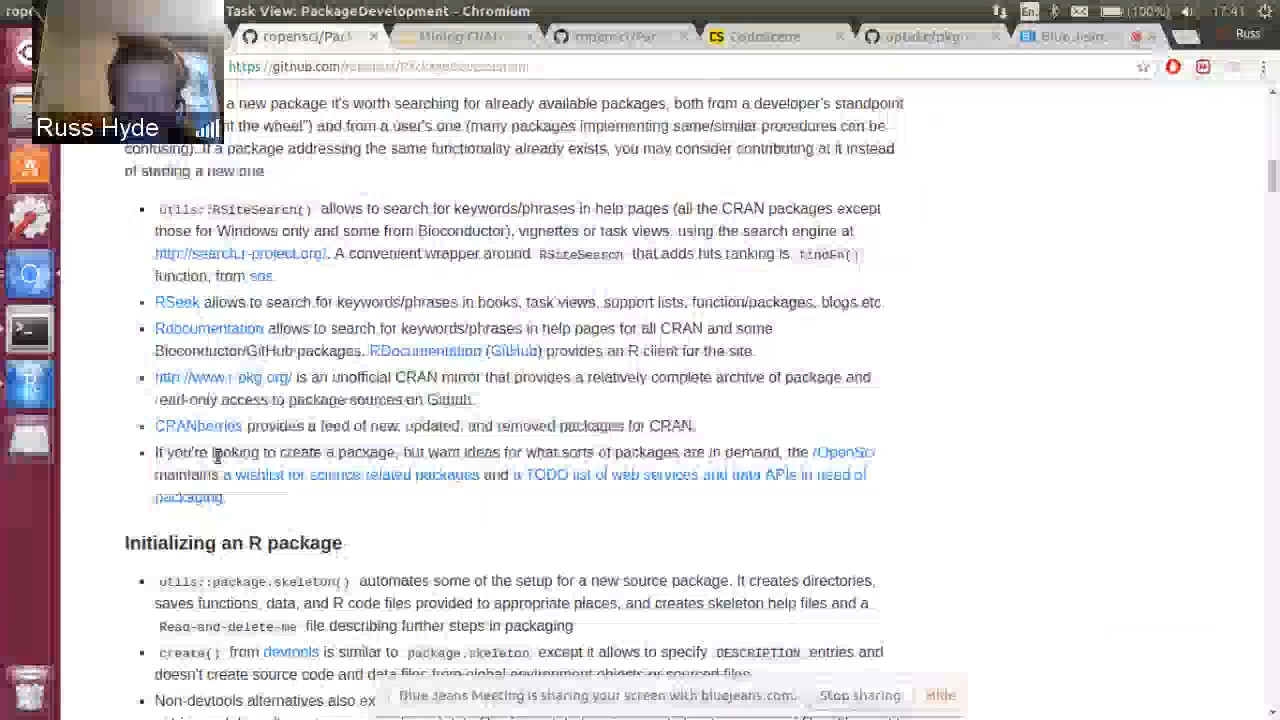 Task View: PackageDevelopment - Chromium
En
(100%)
17:41
Russ
ropensci/Pac
Mining CRAN
ropensci/Par
CS CodeScene
Blue Jean
https://github.com/ropensci/PackageDevelopment
Russ Hyde
a new package it's worth searching for already available packages, both from a developer's standpoint
nt the wheel") and from a user's one (many packages implementing same/similar procedures can be
confusing). If a package addressing the same functionality already exists, you may consider contributing at it instead
of starting a new one.
utils::RSiteSearch() allows to search for keywords/phrases in help pages (all the CRAN packages except
those for Windows only and some from Bioconductor), vignettes or task views, using the search engine at
http://search.r-project.org/. A convenient wrapper around RSiteSearch that adds hits ranking is findFn()
function, from sos.
RSeek allows to search for keywords/phrases in books, task views, support lists, function/packages, blogs etc.
Rdocumentation allows to search for keywords/phrases in help pages for all CRAN and some
Bioconductor/GitHub packages. RDocumentation (GitHub) provides an R client for the site.
http://www.r-pkg.org/ is an unofficial CRAN mirror that provides a relatively complete archive of package and
read-only access to package sources on Github.
CRANberries provides a feed of new, updated, and removed packages for CRAN.
If you're looking to create a package, but want ideas for what sorts of packages are in demand, the rOpenSci
maintains a wishlist for science related packages and a TODO list of web services and data APIs in need of
packaging.
Initializing an R package
utils::package.skeleton() automates some of the setup for a new source package. It creates directories,
saves functions, data, and R code files provided to appropriate places, and creates skeleton help files and a
Read-and-delete-me file describing further steps in packaging
create() from devtools is similar to package.skeleton except it allows to specify DESCRIPTION entries and
doesn't create source code and data files from global environment objects or sourced files.
Non-devtools alternatives also ex
Blue Jeans Meeting is sharing your screen with bluejeans.com.
Stop sharing
Hide